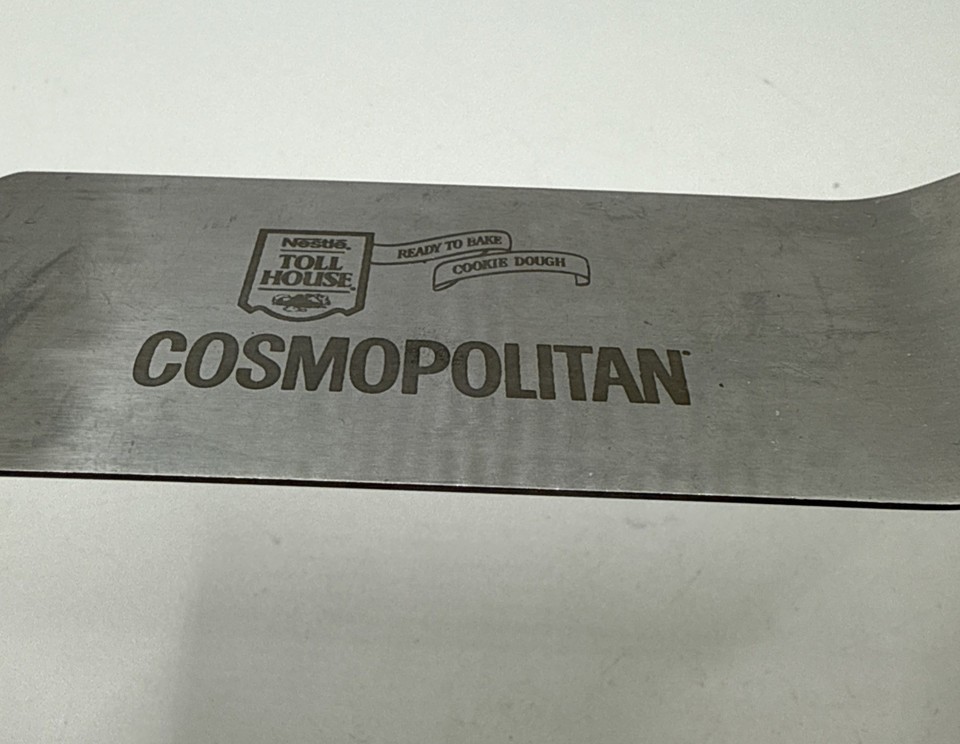 Nestlé.
TOLL
HOUSE
READY TO BAKE
COOKIE DOUGH
COSMOPOLITAN